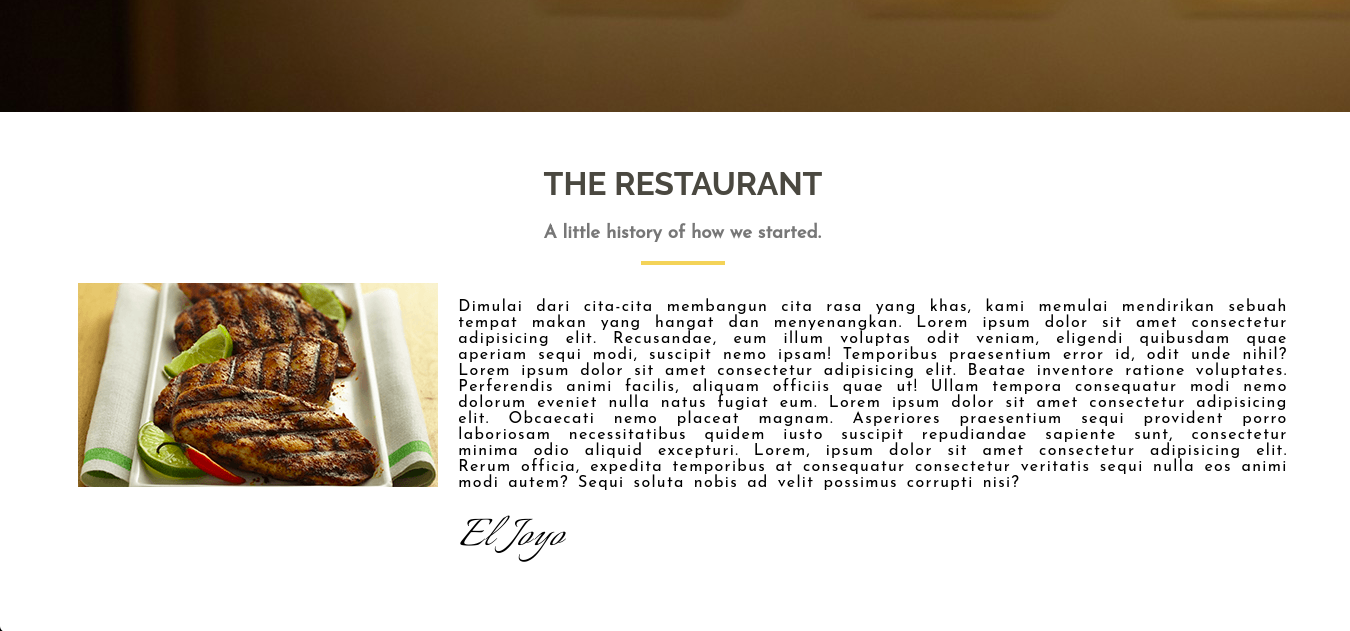 THE RESTAURANT
A little history of how we started.
Dimulai dari cita-cita membangun cita rasa yang khas, kami memulai mendirikan sebuah
tempat makan yang hangat dan menyenangkan. Lorem ipsum dolor sit amet consectetur
adipisicing elit. Recusandae, eum illum voluptas odit veniam, eligendi quibusdam quae
aperiam sequi modi, suscipit nemo ipsam! Temporibus praesentium error id, odit unde nihil?
Lorem ipsum dolor sit amet consectetur adipisicing elit. Beatae inventore ratione voluptates.
Perferendis animi facilis, aliquam officiis quae ut! Ullam tempora consequatur modi nemo
dolorum eveniet nulla natus fugiat eum. Lorem ipsum dolor sit amet consectetur adipisicing
elit. Obcaecati nemo placeat magnam. Asperiores praesentium sequi provident porro
laboriosam necessitatibus quidem iusto suscipit repudiandae sapiente sunt, consectetur
minima odio aliquid excepturi. Lorem, ipsum dolor sit amet consectetur adipisicing elit.
Rerum officia, expedita temporibus at consequatur consectetur veritatis sequi nulla eos animi
modi autem? Sequi soluta nobis ad velit possimus corrupti nisi?
El Joyo